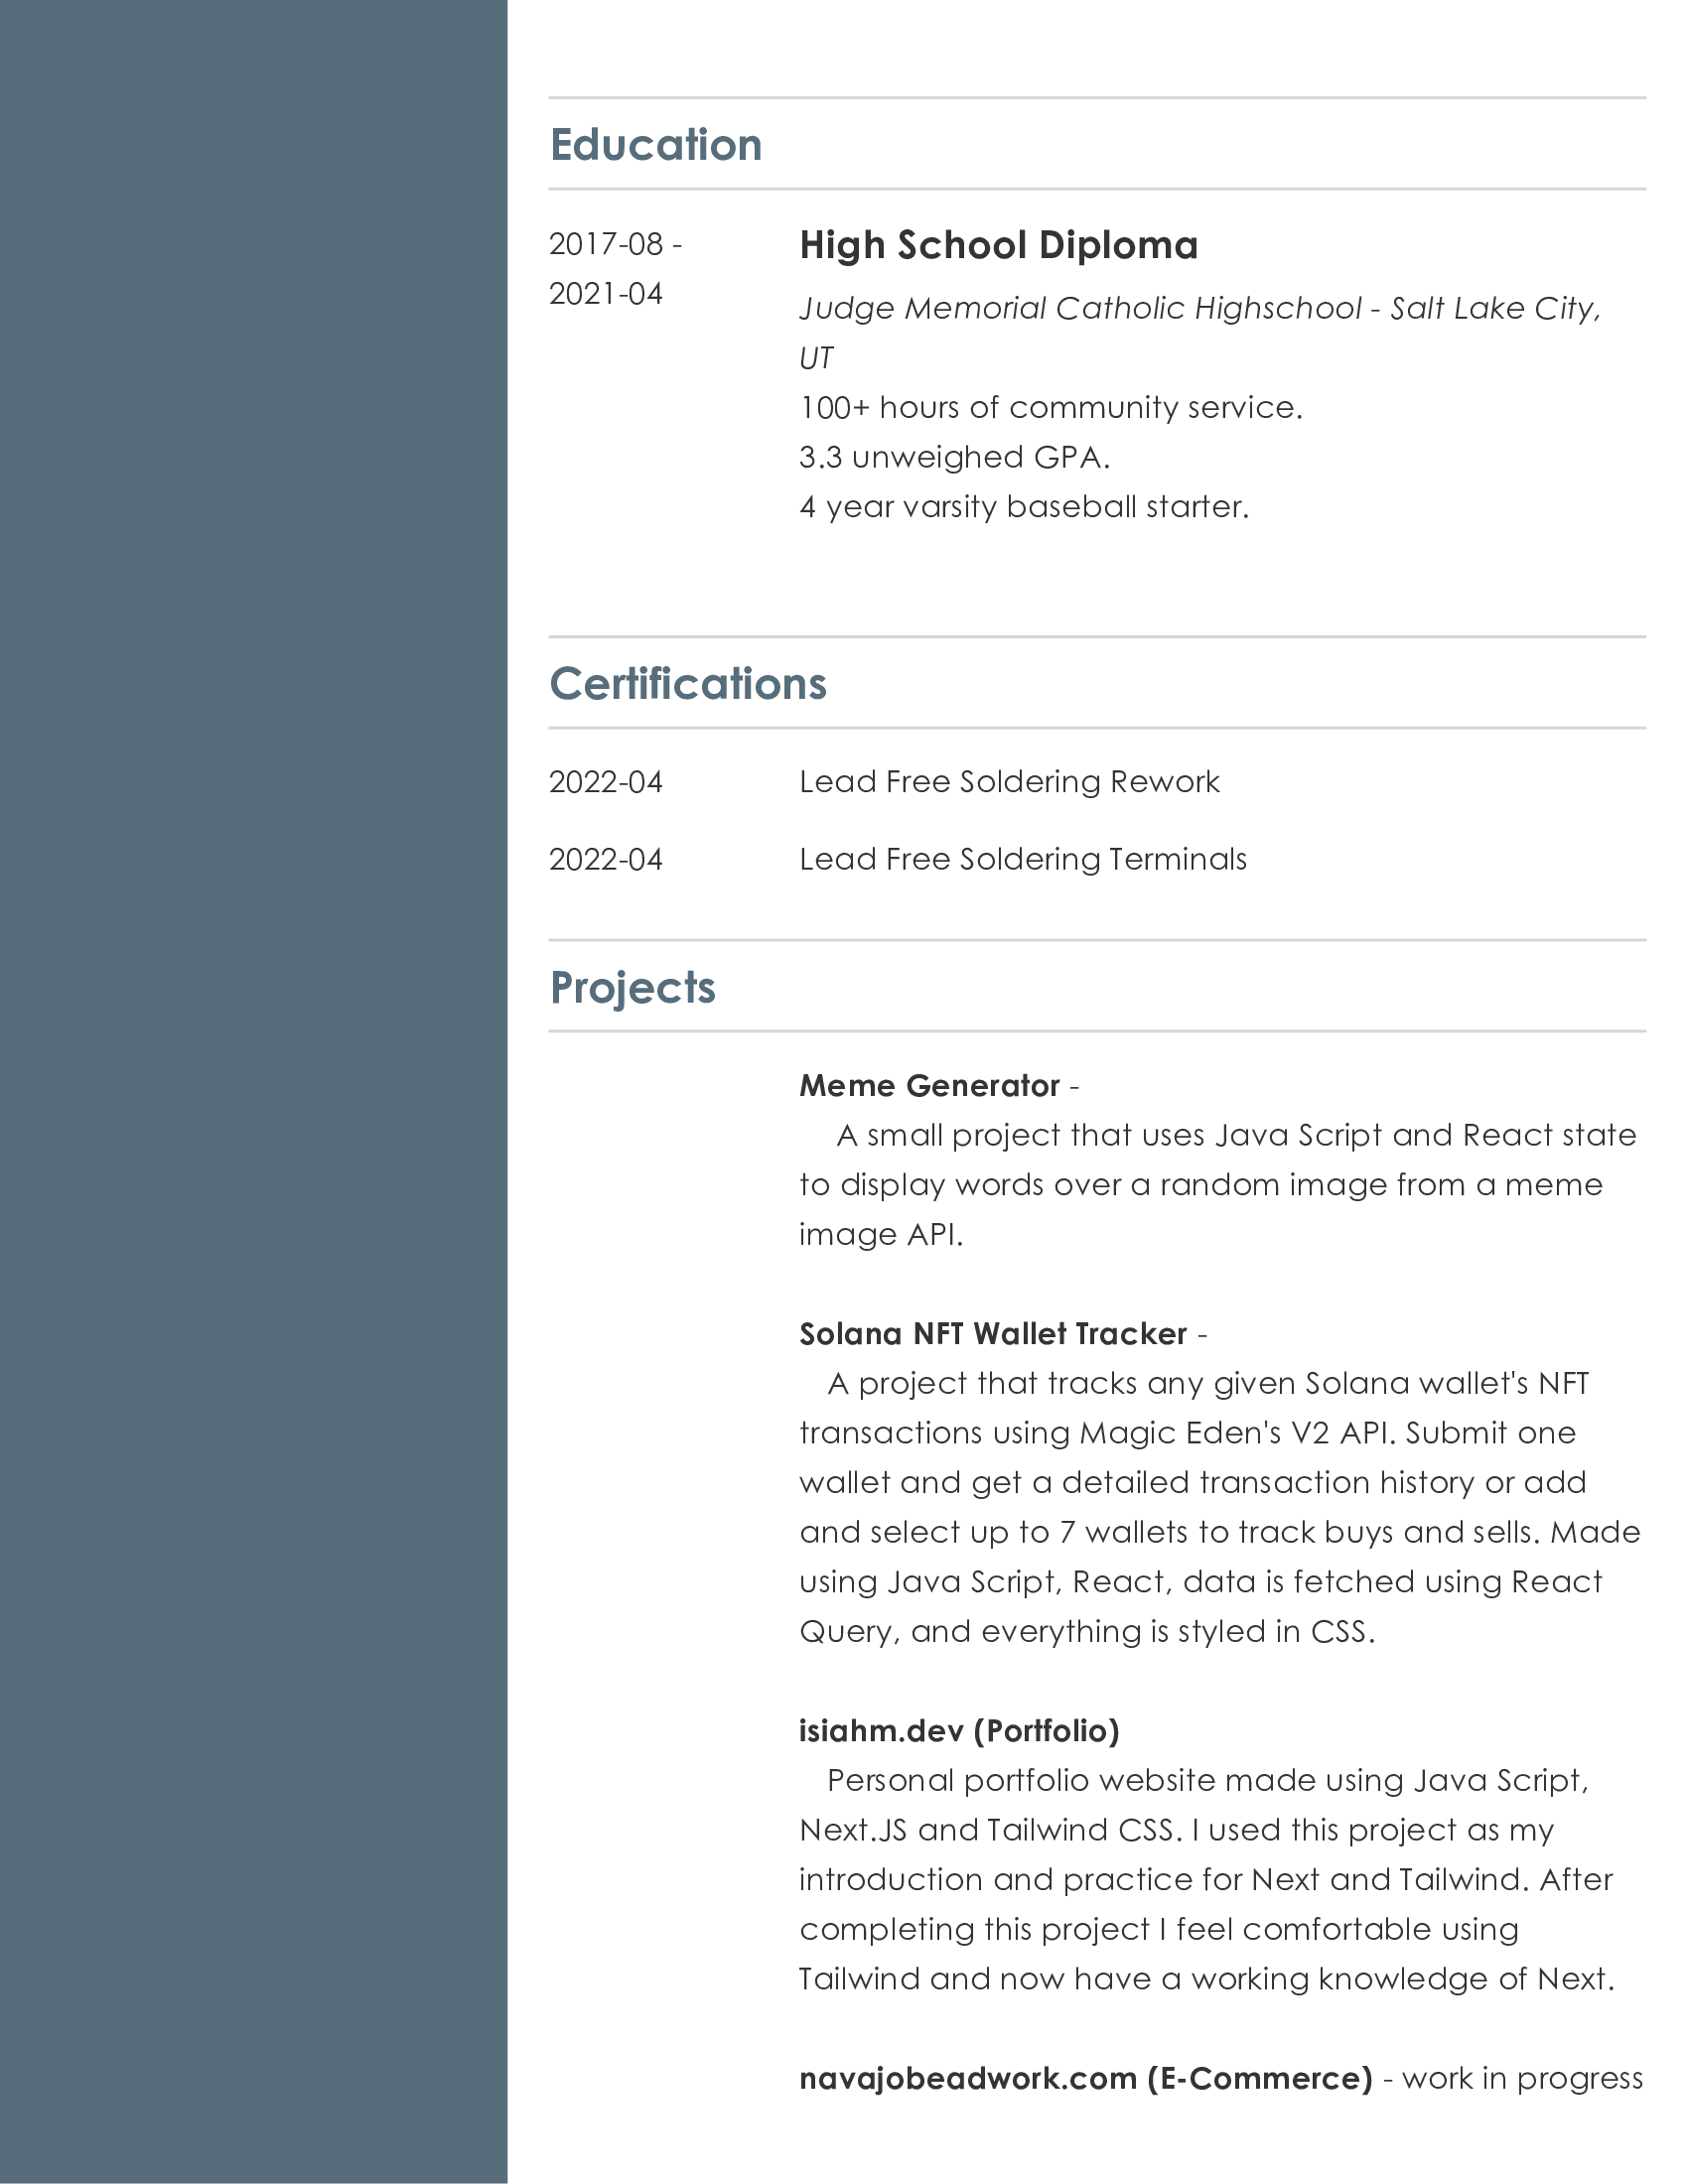 Education
2017-08 -
2021-04
High School Diploma
Judge Memorial Catholic Highschool - Salt Lake City,
UT
100+ hours of community service.
3.3 unweighed GPA.
4 year varsity baseball starter.
Certifications
2022-04 Lead Free Soldering Rework
2022-04 Lead Free Soldering Terminals
Projects
Meme Generator -
A small project that uses Java Script and React state
to display words over a random image from a meme
image API.
Solana NFT Wallet Tracker -
A project that tracks any given Solana wallet's NFT
transactions using Magic Eden's V2 API. Submit one
wallet and get a detailed transaction history or add
and select up to 7 wallets to track buys and sells. Made
using Java Script, React, data is fetched using React
Query, and everything is styled in CSS.
isiahm.dev (Portfolio)
Personal portfolio website made using Java Script,
Next.JS and Tailwind CSS. I used this project as my
introduction and practice for Next and Tailwind. After
completing this project I feel comfortable using
Tailwind and now have a working knowledge of Next.
navajobeadwork.com (E-Commerce) - work in progress